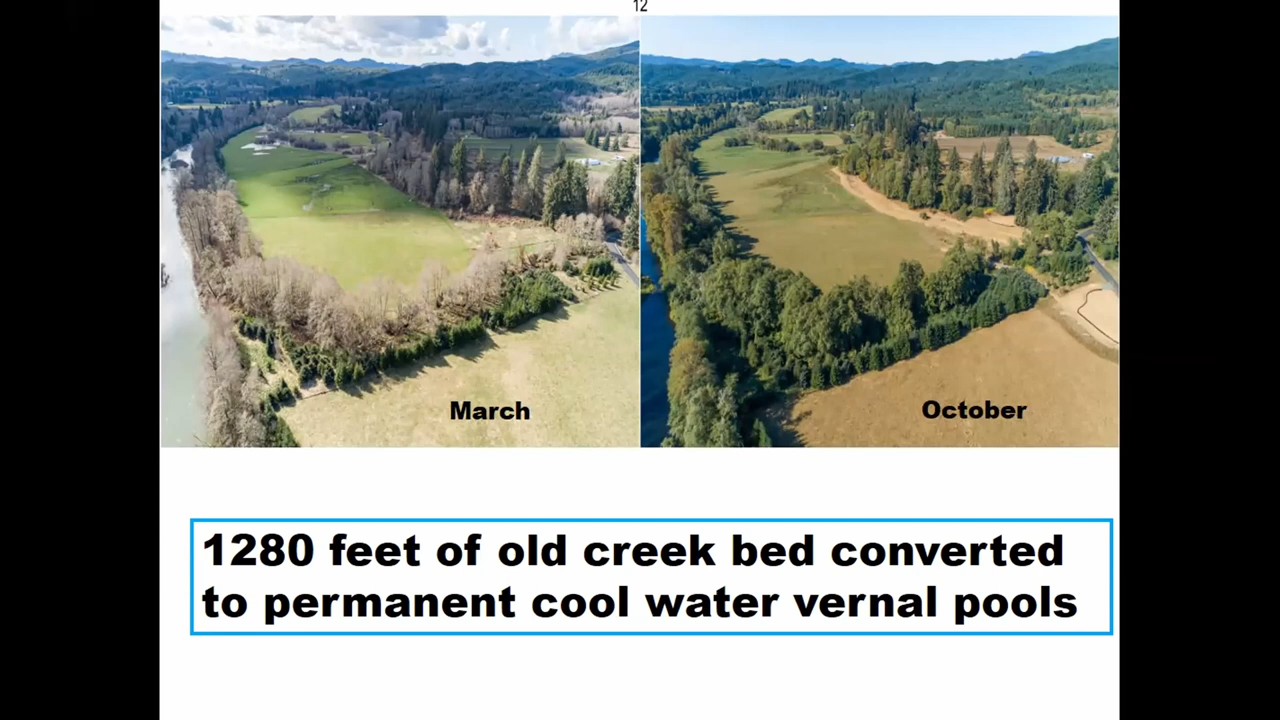 12
March
October
1280 feet of old creek bed converted
to permanent cool water vernal pools